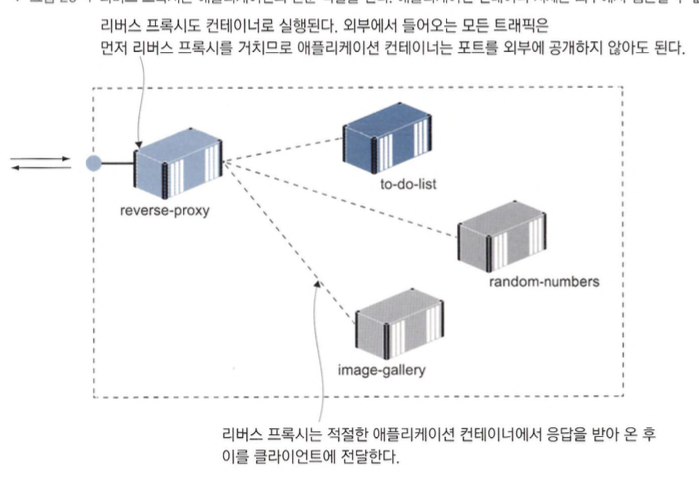 리버스 프록시도 컨테이너로 실행된다. 외부에서 들어오는 모든 트래픽은
먼저 리버스 프록시를 거치므로 애플리케이션 컨테이너는 포트를 외부에 공개하지 않아도 된다.
to-do-list
reverse-proxy
random-numbers
image-gallery
리버스 프록시는 적절한 애플리케이션 컨테이너에서 응답을 받아 온 후
이를 클라이언트에 전달한다.